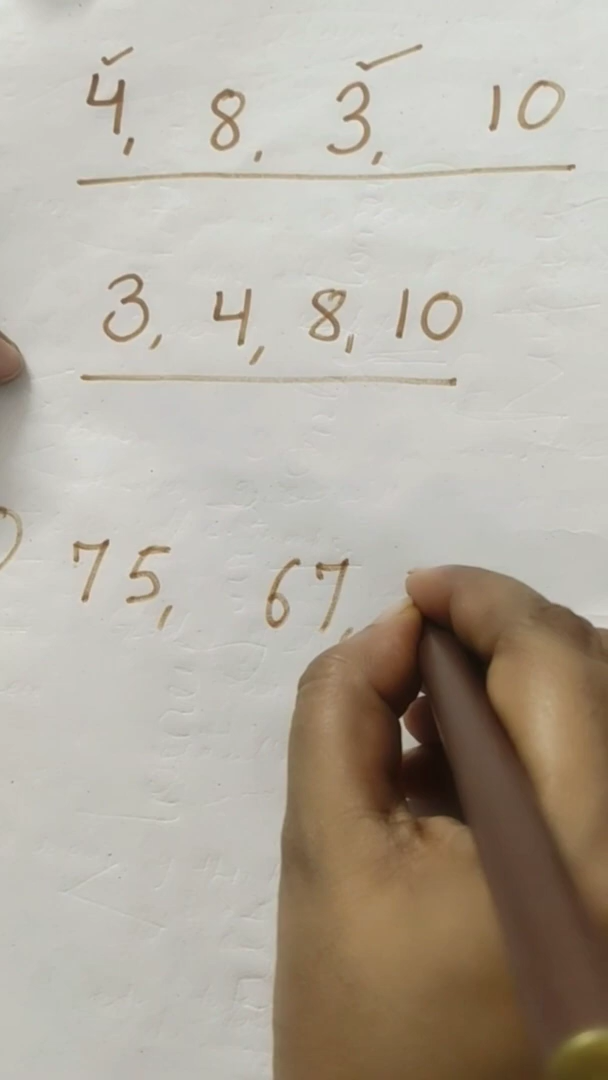 4, 8, 3, 10
3, 4, 8, 10
) 75, 67,